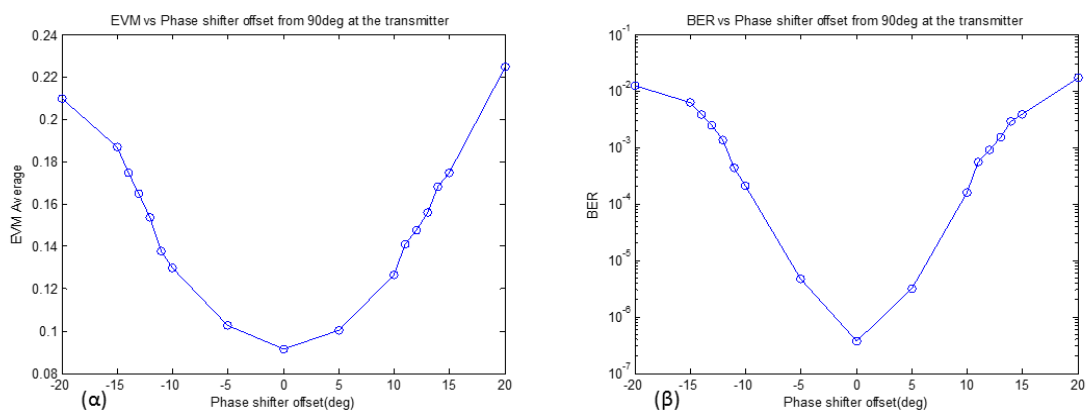 EVM vs Phase shifter offset from 90deg at the transmitter
0.24
0.22
0.2
0.18
0.16
0.14
0.12
0.1
0.08
EVM Average
-20 -15 -10 -5 0 5 10 15 20
(α) Phase shifter offset(deg)
BER vs Phase shifter offset from 90deg at the transmitter
10^-1
10^-2
10^-3
10^-4
10^-5
10^-6
10^-7
BER
-20 -15 -10 -5 0 5 10 15 20
(β) Phase shifter offset(deg)